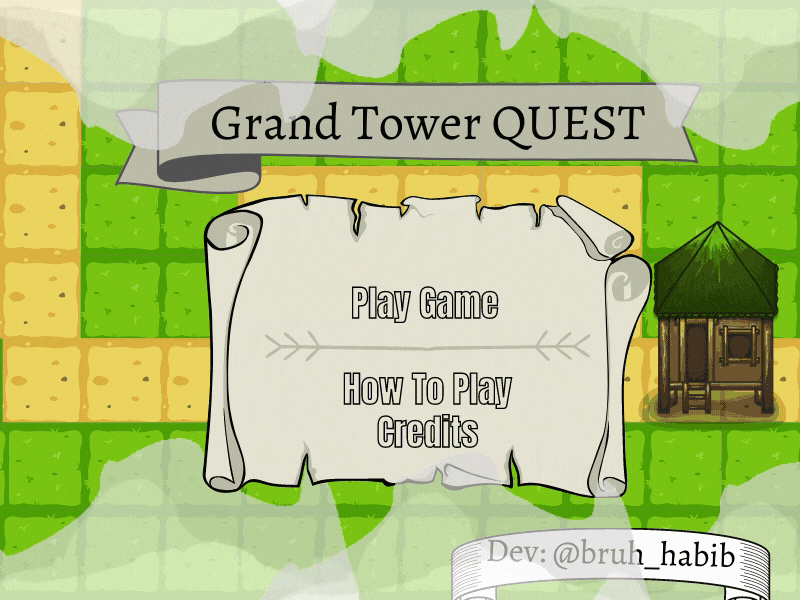 Grand Tower QUEST
Play Game
How To Play
Credits
Dev: @bruh_habib